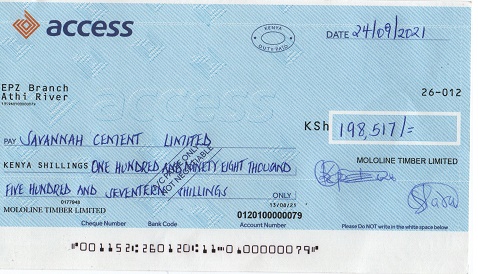 access
KENYA
DUTY PAID
DATE 24/09/2021
EPZ Branch
Athi River
26-012
KSh 198,517/=
PAY SAVANNAH CEMENT LIMITED
MOLOLINE TIMBER LIMITED
KENYA SHILLINGS ONE HUNDRED AND NINETY EIGHT THOUSAND
FIVE HUNDRED AND SEVENTEEN SHILLINGS ONLY
A/C PAYEE ONLY
NOT NEGOTIABLE
0177948
13/08/21
MOLOLINE TIMBER LIMITED
0120100000079
Cheque Number Bank Code Account Number Please Do NOT write in the white space below